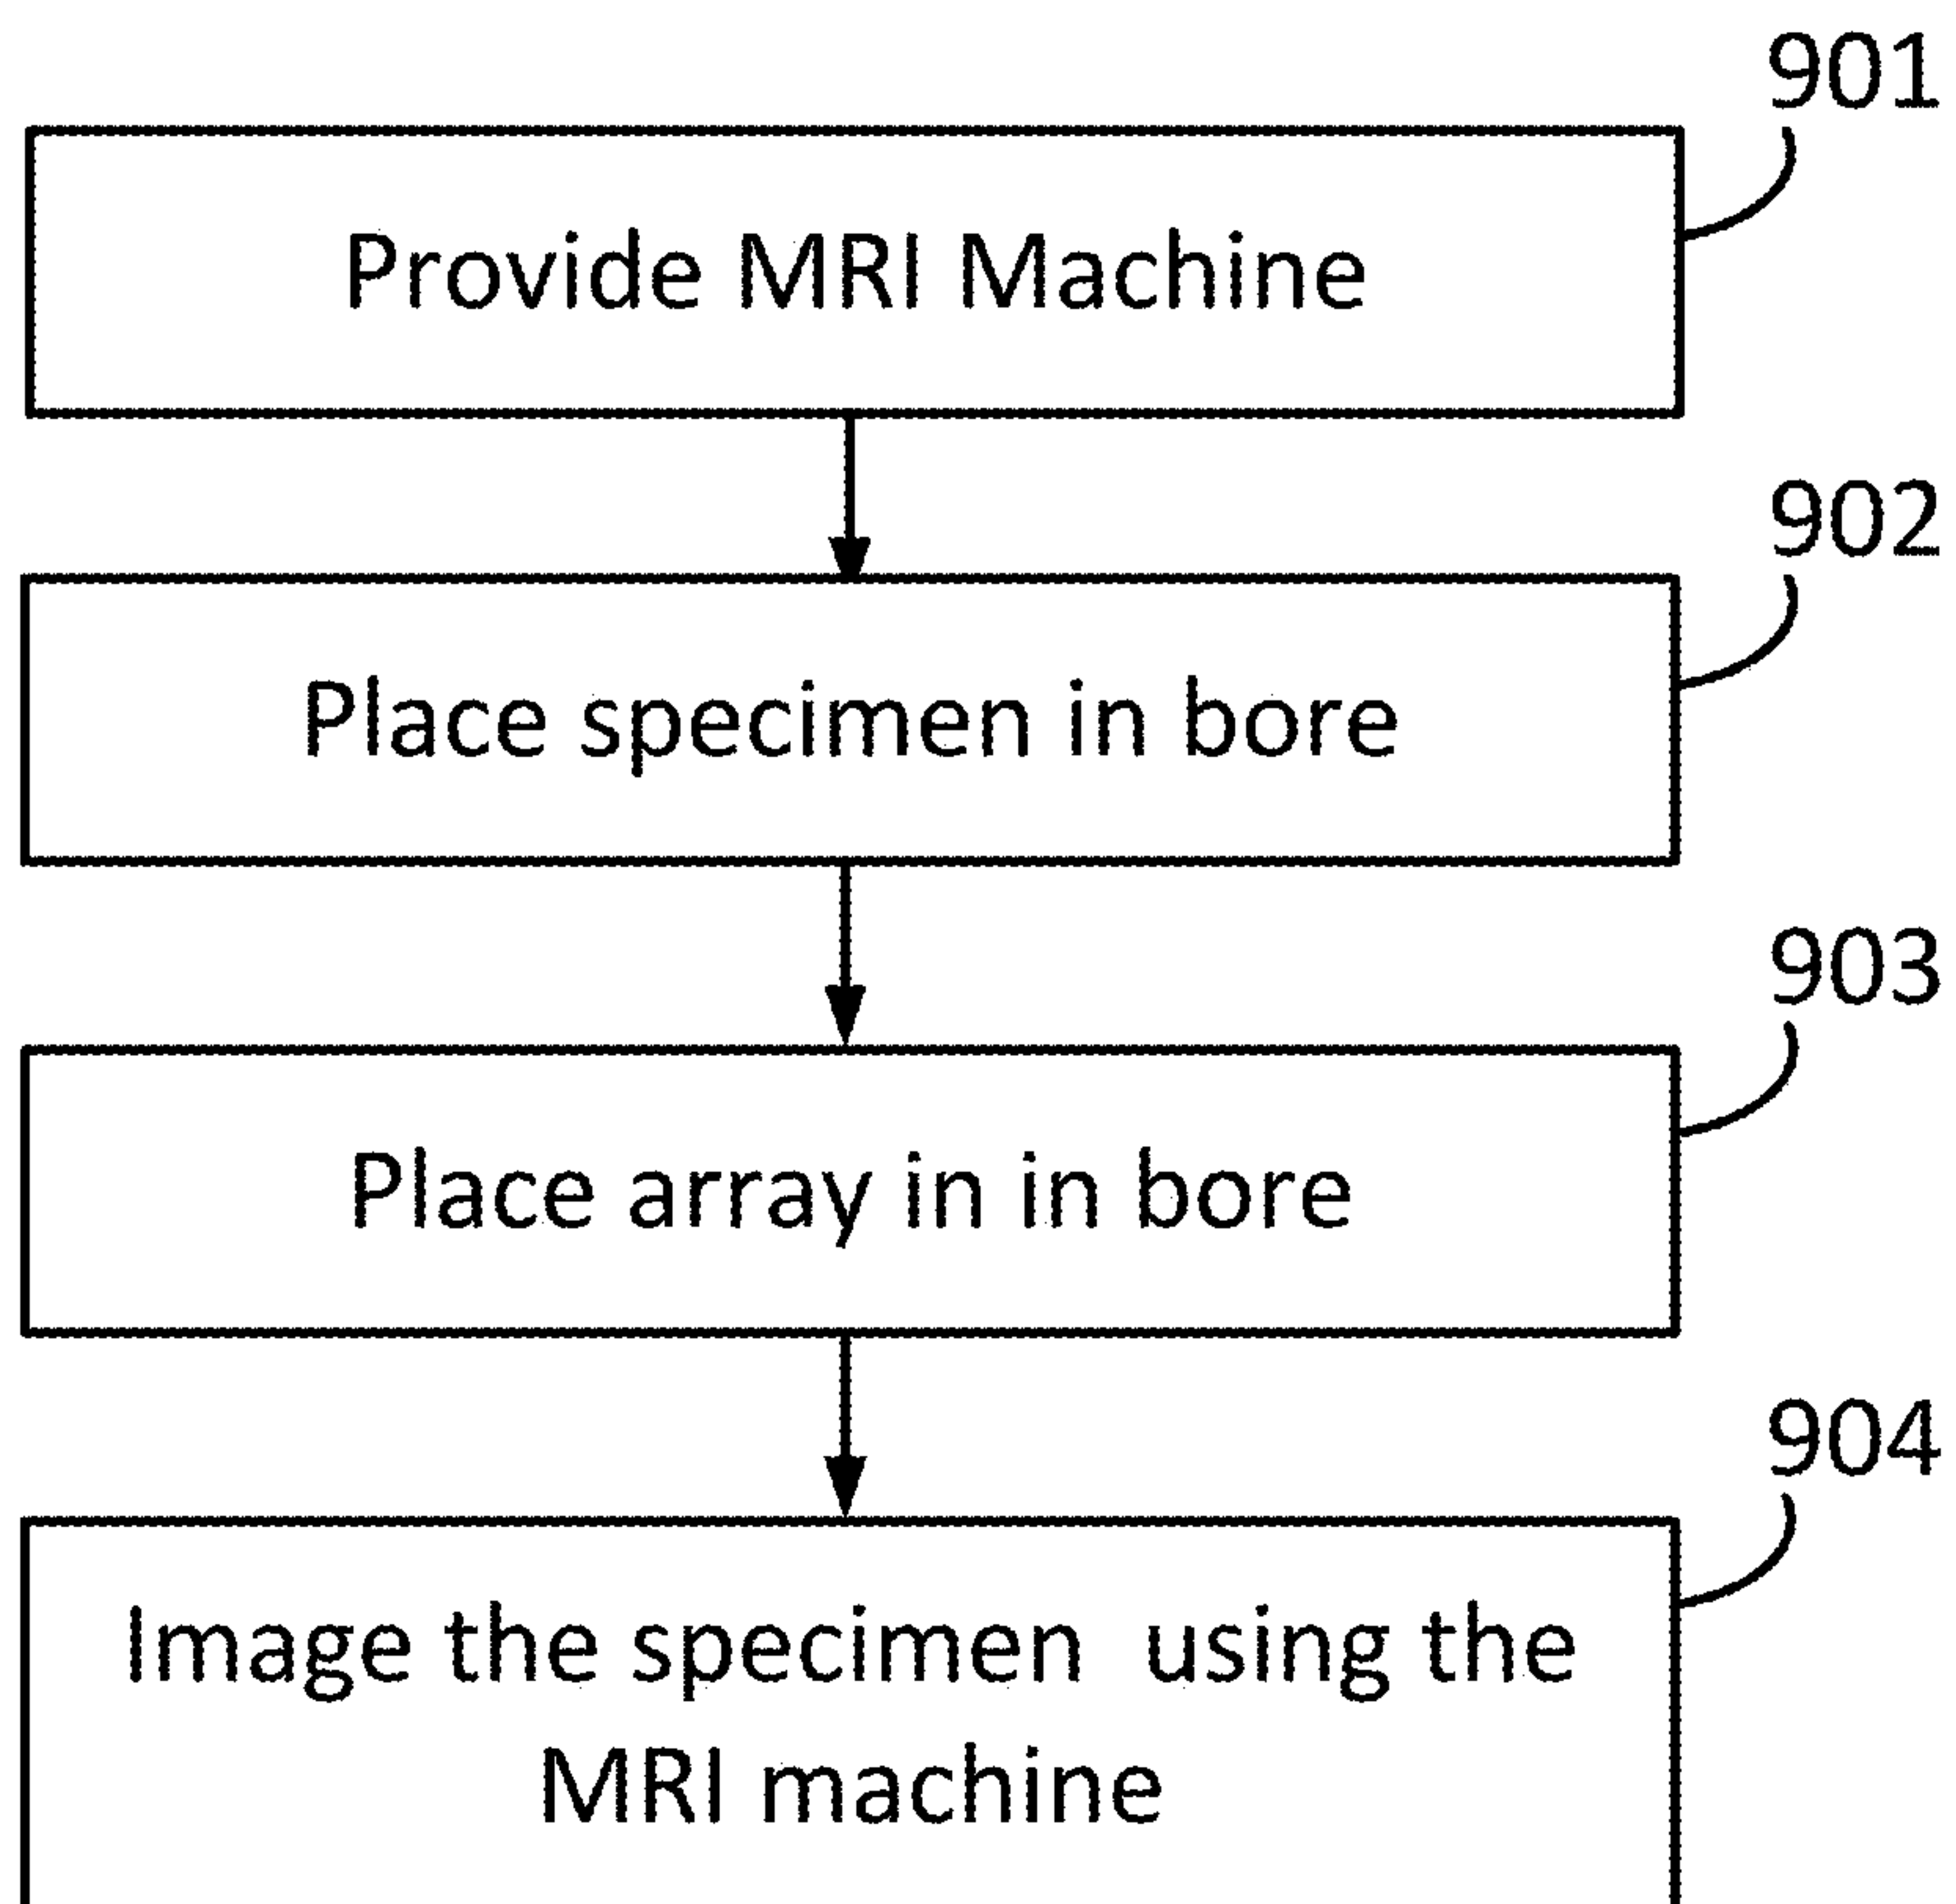 901
Provide MRI Machine
902
Place specimen in bore
903
Place array in in bore
904
Image the specimen  using the
MRI machine